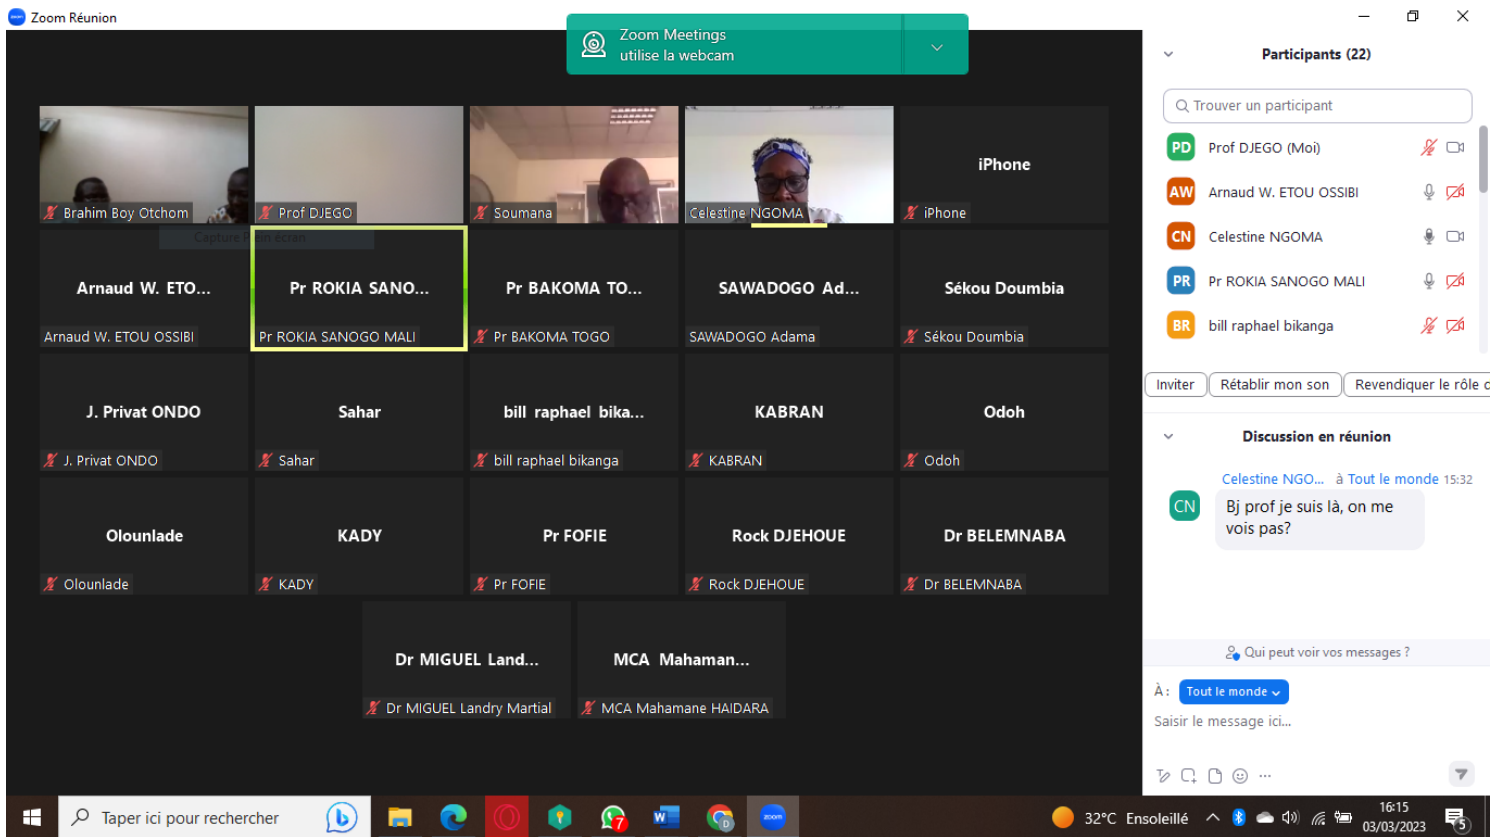 Zoom Réunion
Zoom Meetings
utilise la webcam
Brahim Boy Otchom
Prof DJEGO
Soumana
Celestine NGOMA
iPhone
iPhone
Capture Plein écran
Arnaud W. ETO...
Arnaud W. ETOU OSSIBI
Pr ROKIA SANO...
Pr ROKIA SANOGO MALI
Pr BAKOMA TO...
Pr BAKOMA TOGO
SAWADOGO Ad...
SAWADOGO Adama
Sékou Doumbia
Sékou Doumbia
J. Privat ONDO
J. Privat ONDO
Sahar
Sahar
bill raphael bika...
bill raphael bikanga
KABRAN
KABRAN
Odoh
Odoh
Olounlade
Olounlade
KADY
KADY
Pr FOFIE
Pr FOFIE
Rock DJEHOUE
Rock DJEHOUE
Dr BELEMNABA
Dr BELEMNABA
Dr MIGUEL Land...
Dr MIGUEL Landry Martial
MCA Mahaman...
MCA Mahamane HAIDARA
Participants (22)
Trouver un participant
PD Prof DJEGO (Moi)
AW Arnaud W. ETOU OSSIBI
CN Celestine NGOMA
PR Pr ROKIA SANOGO MALI
BR bill raphael bikanga
Inviter Rétablir mon son Revendiquer le rôle
Discussion en réunion
Celestine NGO... à Tout le monde 15:32
CN
Bj prof je suis là, on me
vois pas?
Qui peut voir vos messages ?
À : Tout le monde
Saisir le message ici...
Taper ici pour rechercher
7
zoom
32°C Ensoleillé
16:15
03/03/2023
5